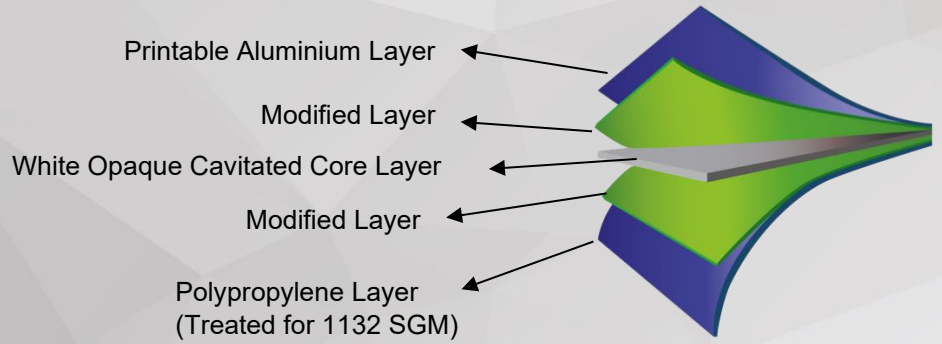 Printable Aluminium Layer
Modified Layer
White Opaque Cavitated Core Layer
Modified Layer
Polypropylene Layer
(Treated for 1132 SGM)